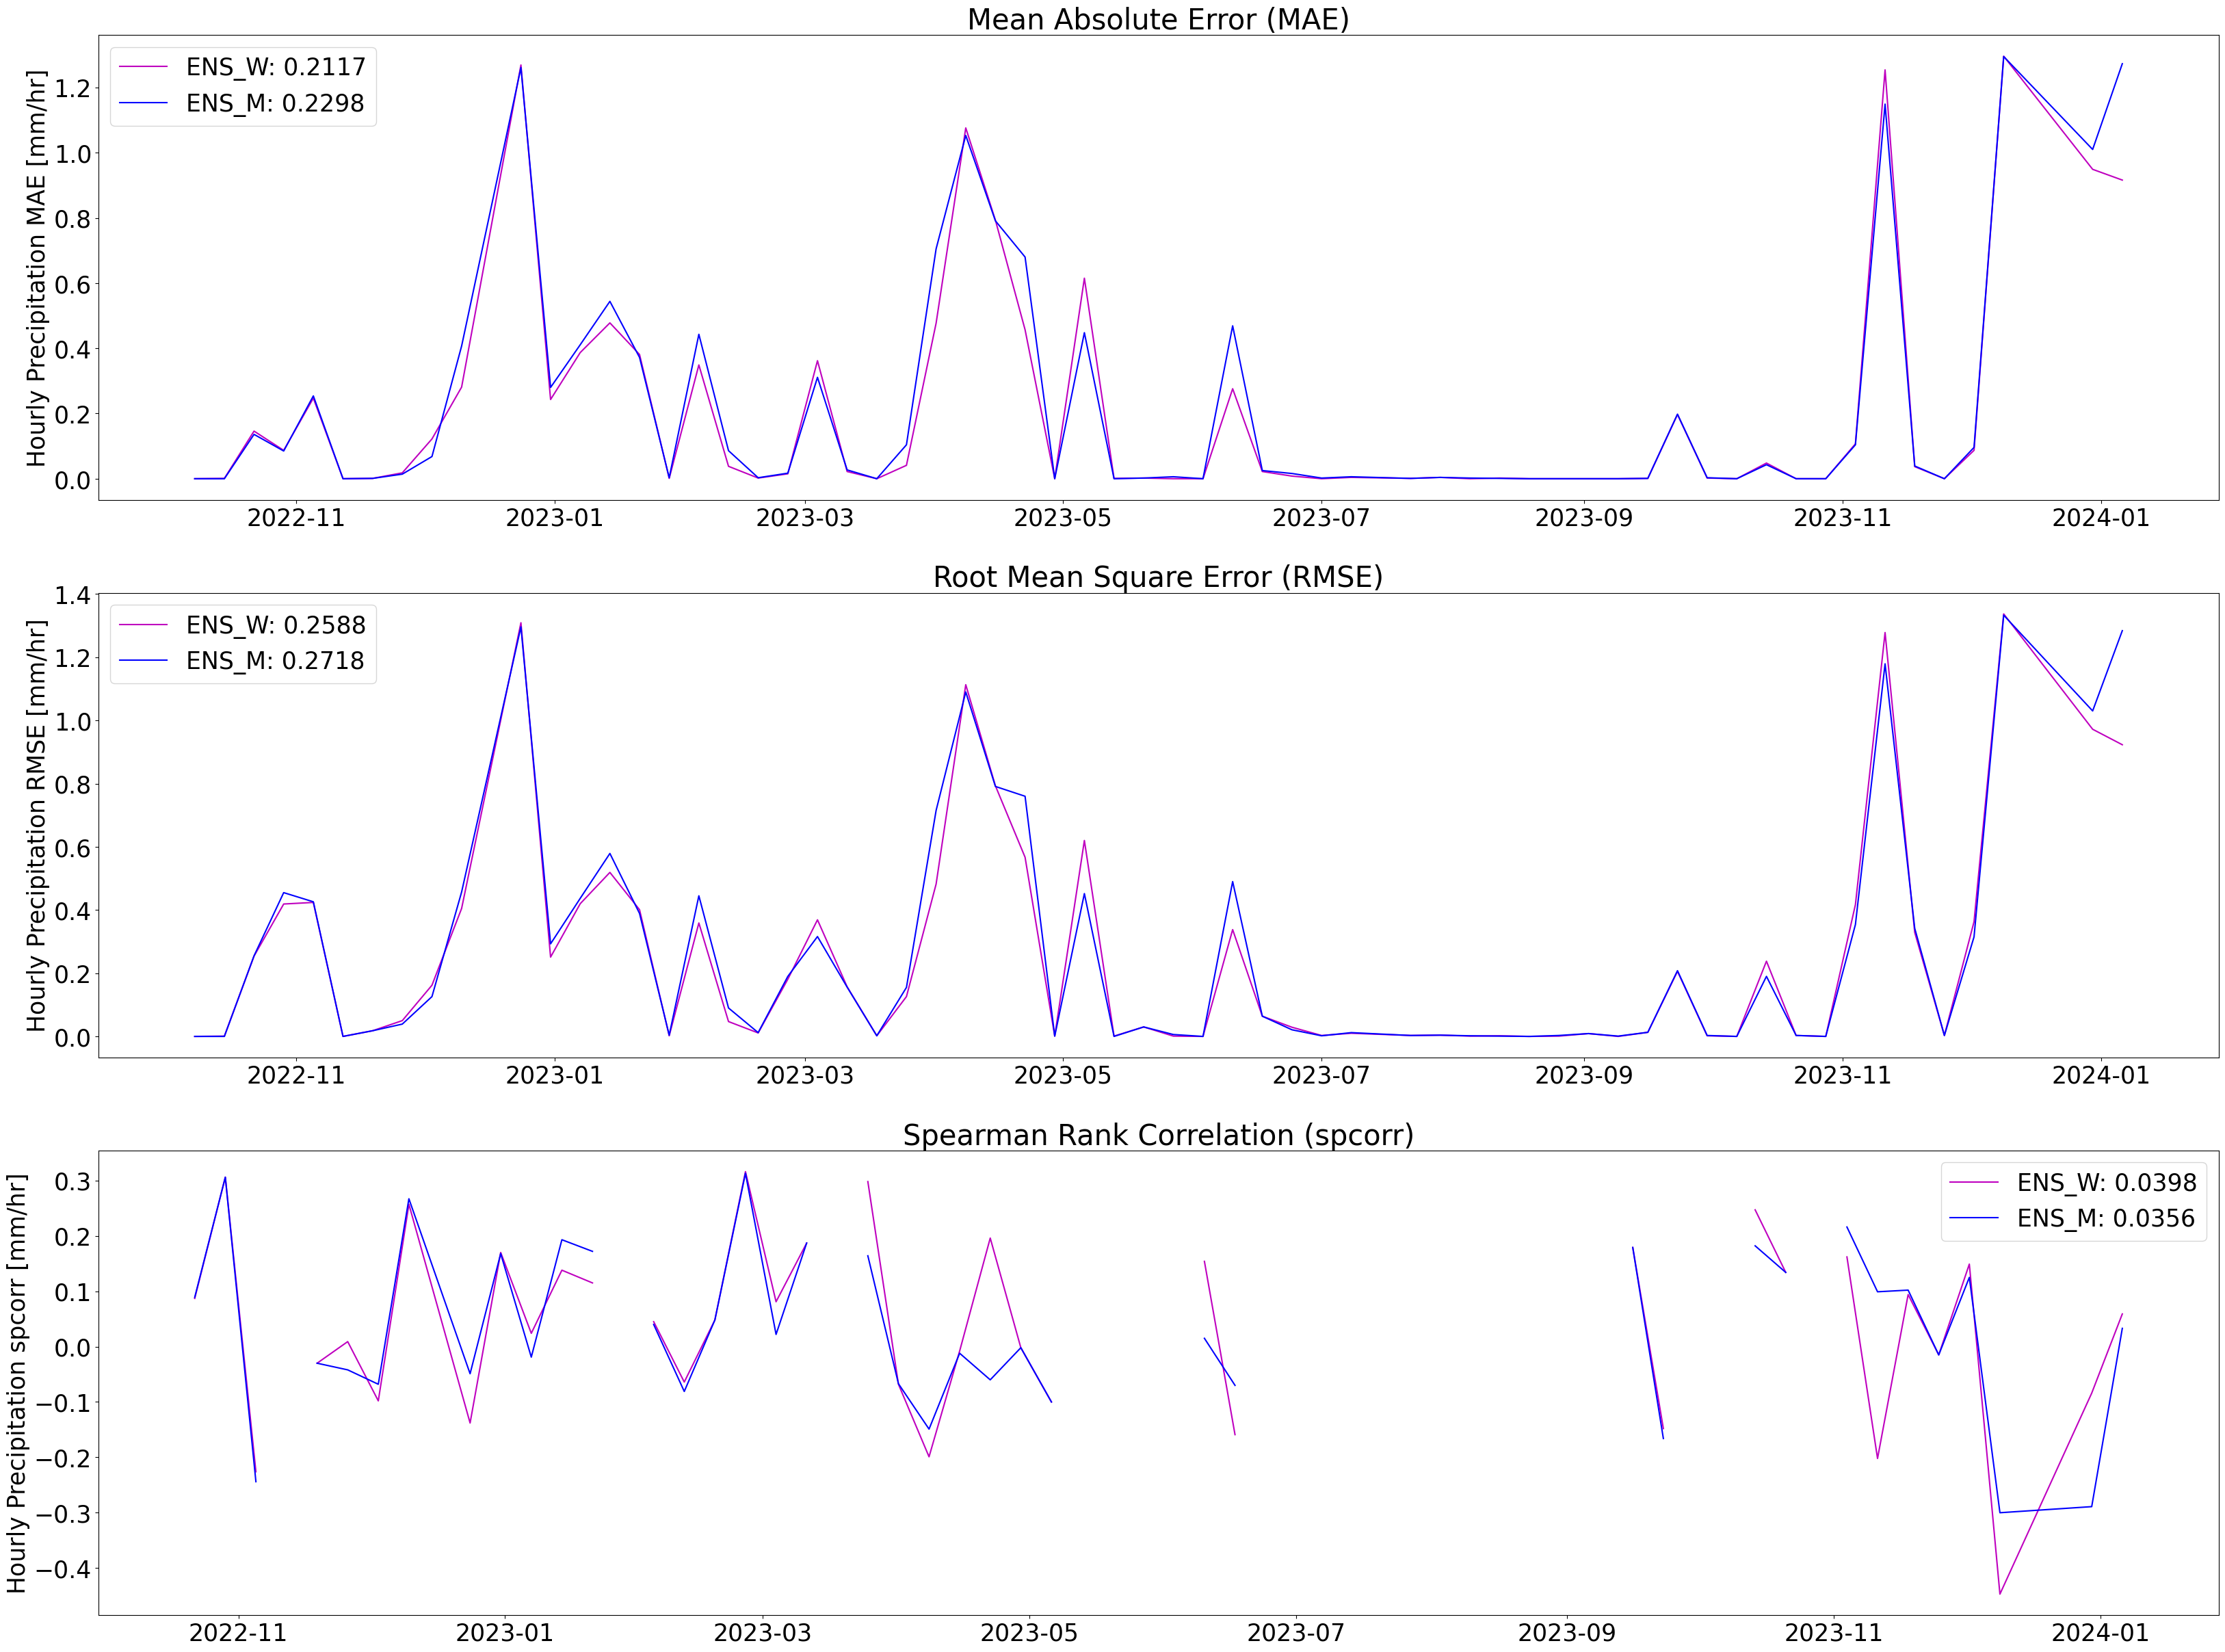 Mean Absolute Error (MAE)
Hourly Precipitation MAE [mm/hr]
ENS_W: 0.2117
ENS_M: 0.2298
1.2
1.0
0.8
0.6
0.4
0.2
0.0
2022-11 2023-01 2023-03 2023-05 2023-07 2023-09 2023-11 2024-01
Root Mean Square Error (RMSE)
Hourly Precipitation RMSE [mm/hr]
ENS_W: 0.2588
ENS_M: 0.2718
1.4
1.2
1.0
0.8
0.6
0.4
0.2
0.0
2022-11 2023-01 2023-03 2023-05 2023-07 2023-09 2023-11 2024-01
Spearman Rank Correlation (spcorr)
Hourly Precipitation spcorr [mm/hr]
ENS_W: 0.0398
ENS_M: 0.0356
0.3
0.2
0.1
0.0
−0.1
−0.2
−0.3
−0.4
2022-11 2023-01 2023-03 2023-05 2023-07 2023-09 2023-11 2024-01